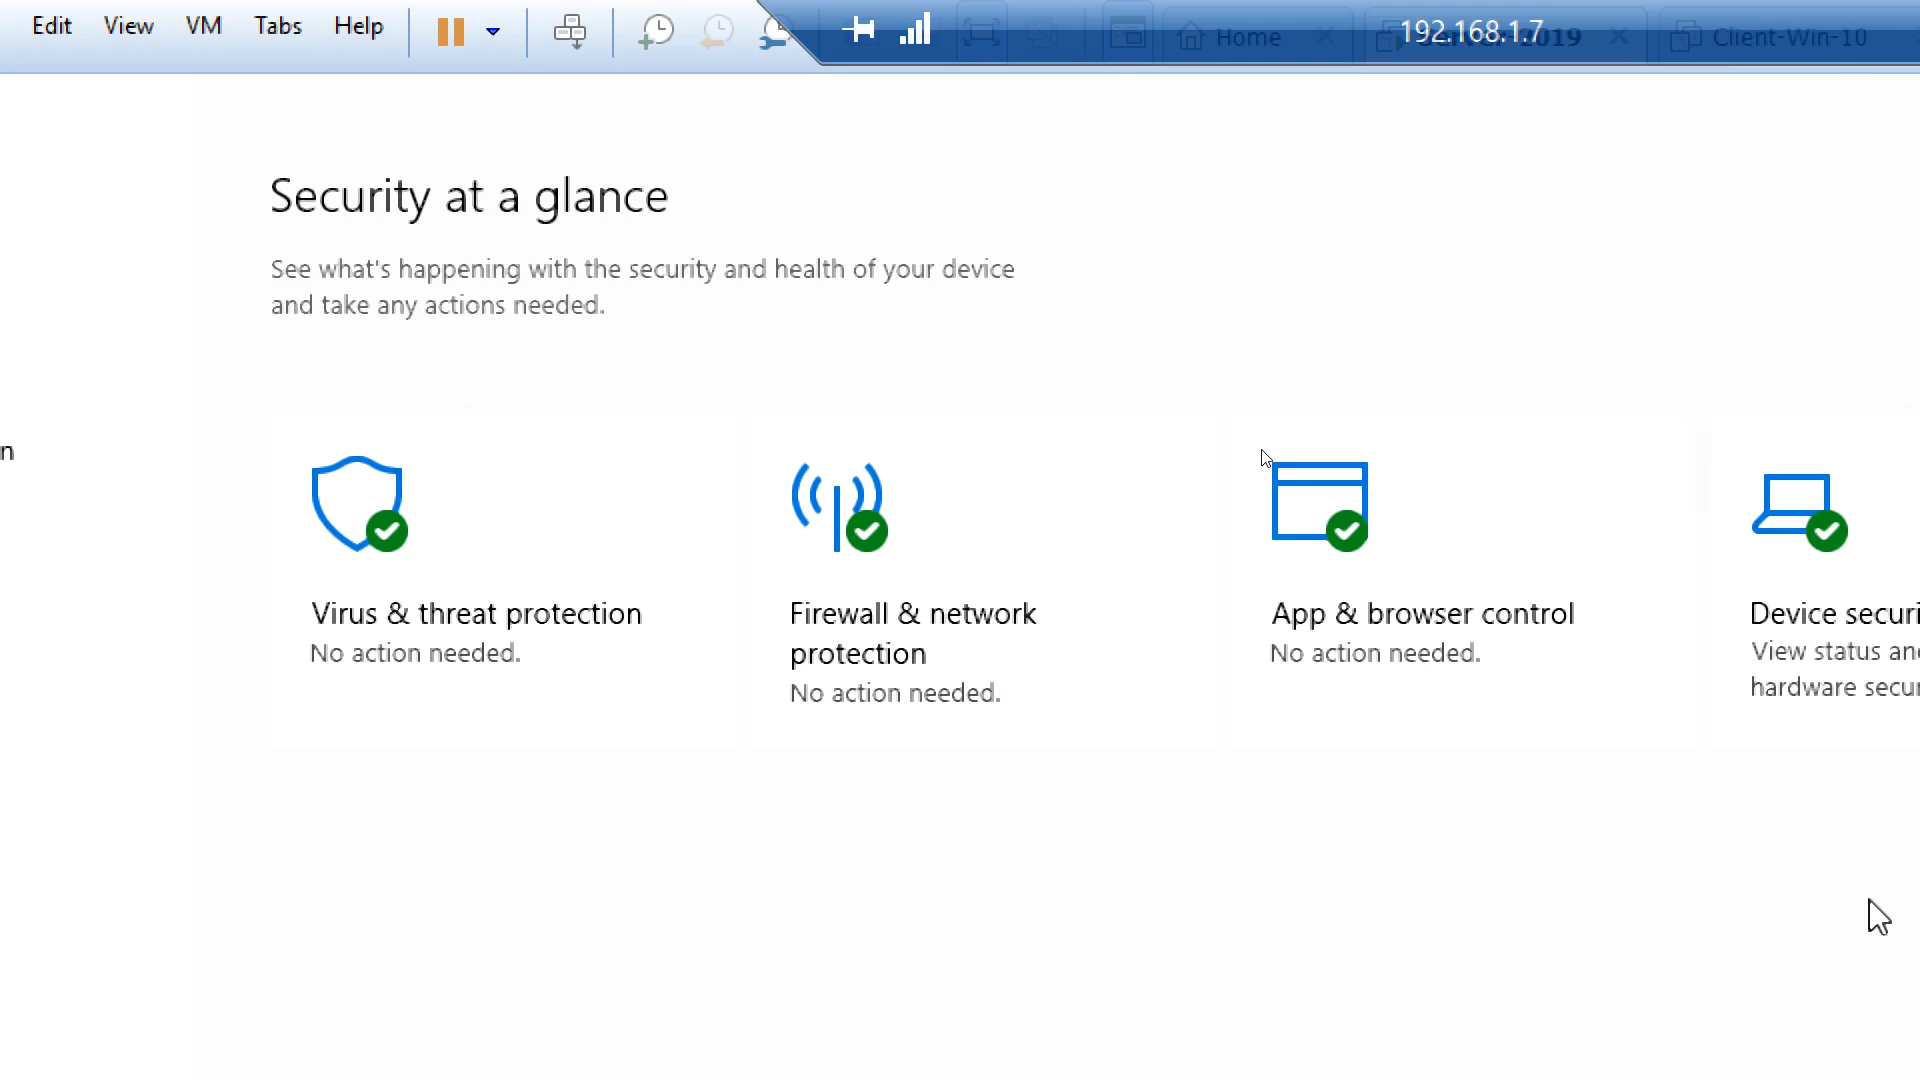 Edit View VM Tabs Help
Home
192.168.1.7
2019
Client-Win-10
Security at a glance
See what's happening with the security and health of your device
and take any actions needed.
n
Virus & threat protection
No action needed.
Firewall & network
protection
No action needed.
App & browser control
No action needed.
Device securi
View status an
hardware secur